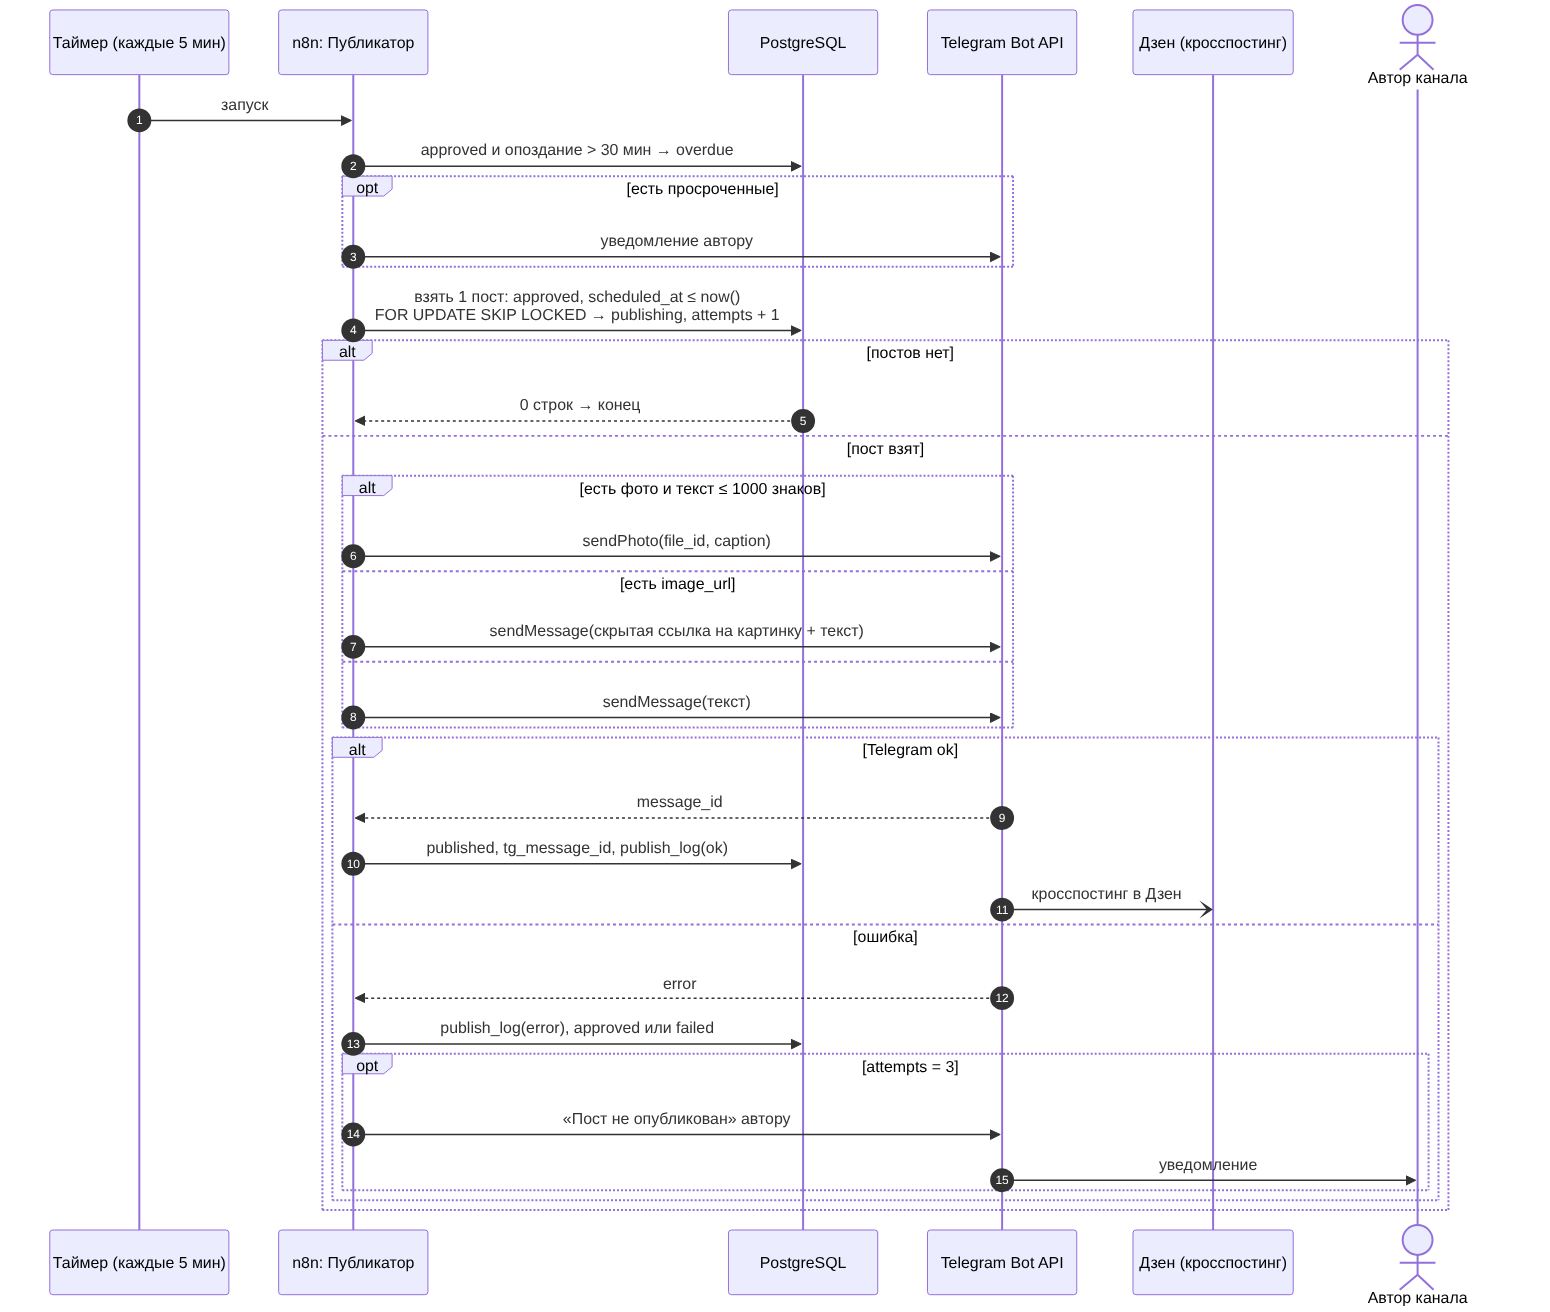 Таймер (каждые 5 мин)
n8n: Публикатор
PostgreSQL
Telegram Bot API
Дзен (кросспостинг)
Автор канала
запуск
1
approved и опоздание > 30 мин → overdue
2
opt
[есть просроченные]
уведомление автору
3
взять 1 пост: approved, scheduled_at ≤ now()
FOR UPDATE SKIP LOCKED → publishing, attempts + 1
4
alt
[постов нет]
0 строк → конец
5
[пост взят]
alt
[есть фото и текст ≤ 1000 знаков]
sendPhoto(file_id, caption)
6
[есть image_url]
sendMessage(скрытая ссылка на картинку + текст)
7
sendMessage(текст)
8
alt
[Telegram ok]
message_id
9
published, tg_message_id, publish_log(ok)
10
кросспостинг в Дзен
11
[ошибка]
error
12
publish_log(error), approved или failed
13
opt
[attempts = 3]
«Пост не опубликован» автору
14
уведомление
15
Таймер (каждые 5 мин)
n8n: Публикатор
PostgreSQL
Telegram Bot API
Дзен (кросспостинг)
Автор канала